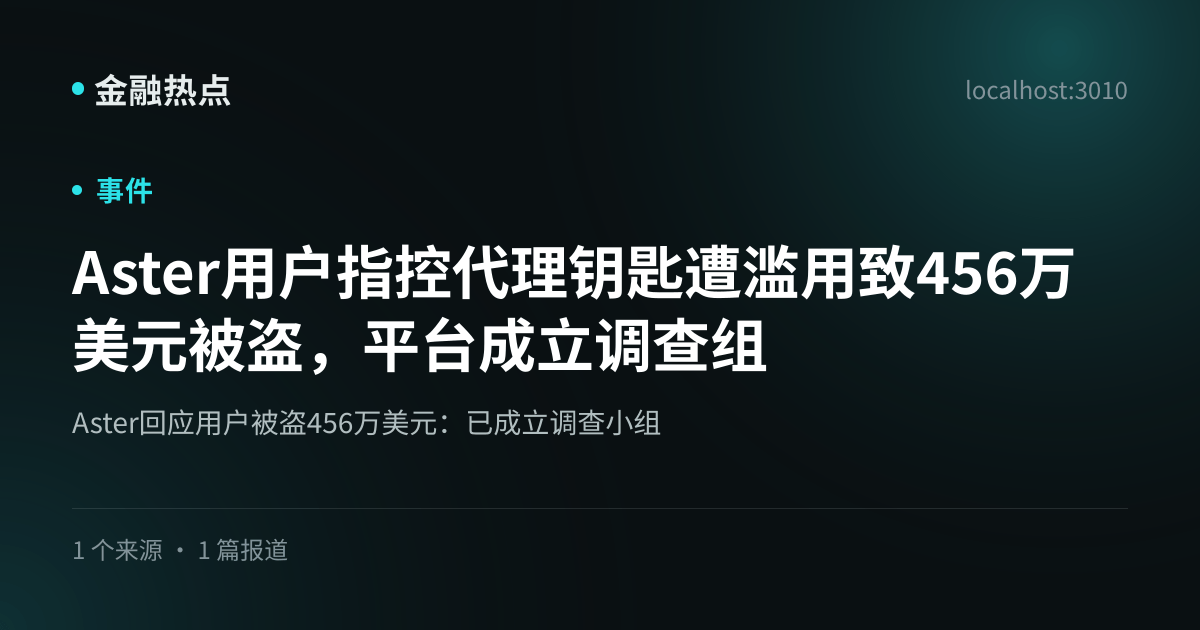 金融热点
localhost:3010
事件
Aster用户指控代理钥匙遭滥用致456万
美元被盗，平台成立调查组
Aster回应用户被盗456万美元：已成立调查小组
1 个来源 · 1 篇报道